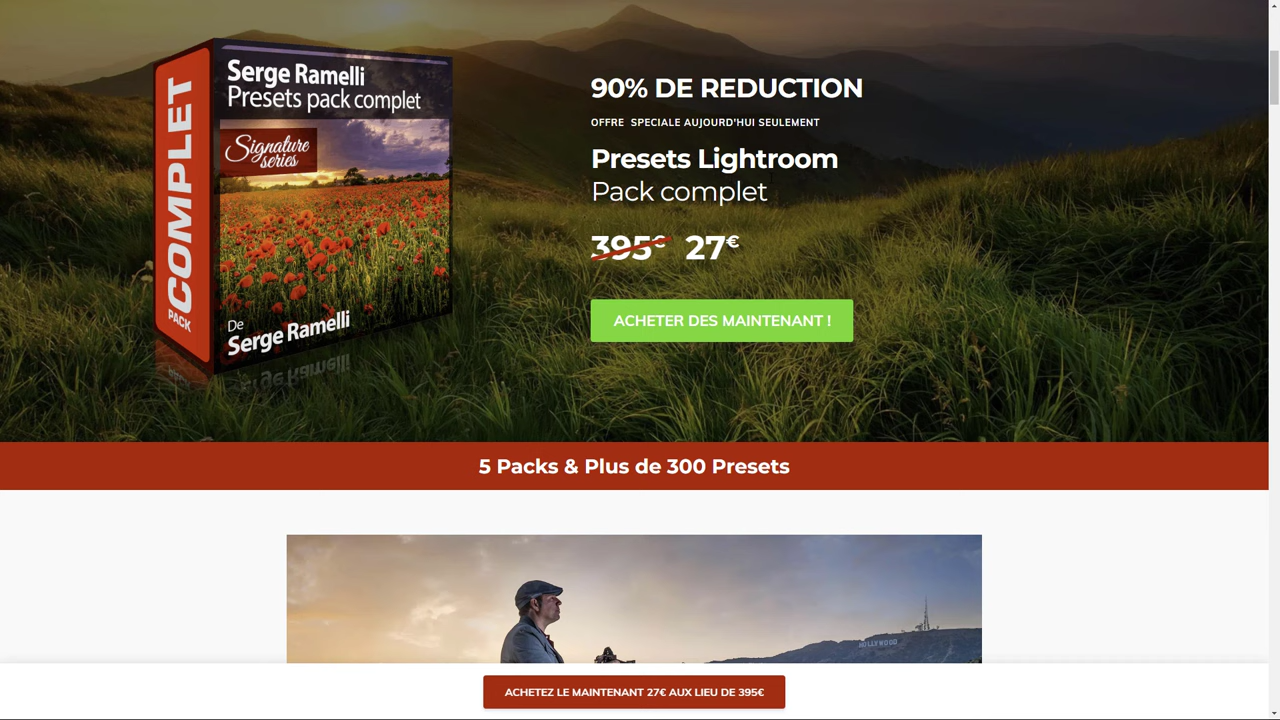 COMPLET
PACK
Serge Ramelli
Presets pack complet
Signature
series
De
Serge Ramelli
90% DE REDUCTION
OFFRE SPECIALE AUJOURD'HUI SEULEMENT
Presets Lightroom
Pack complet
395€ 27€
ACHETER DES MAINTENANT !
5 Packs & Plus de 300 Presets
HOLLYWOOD
ACHETEZ LE MAINTENANT 27€ AUX LIEU DE 395€